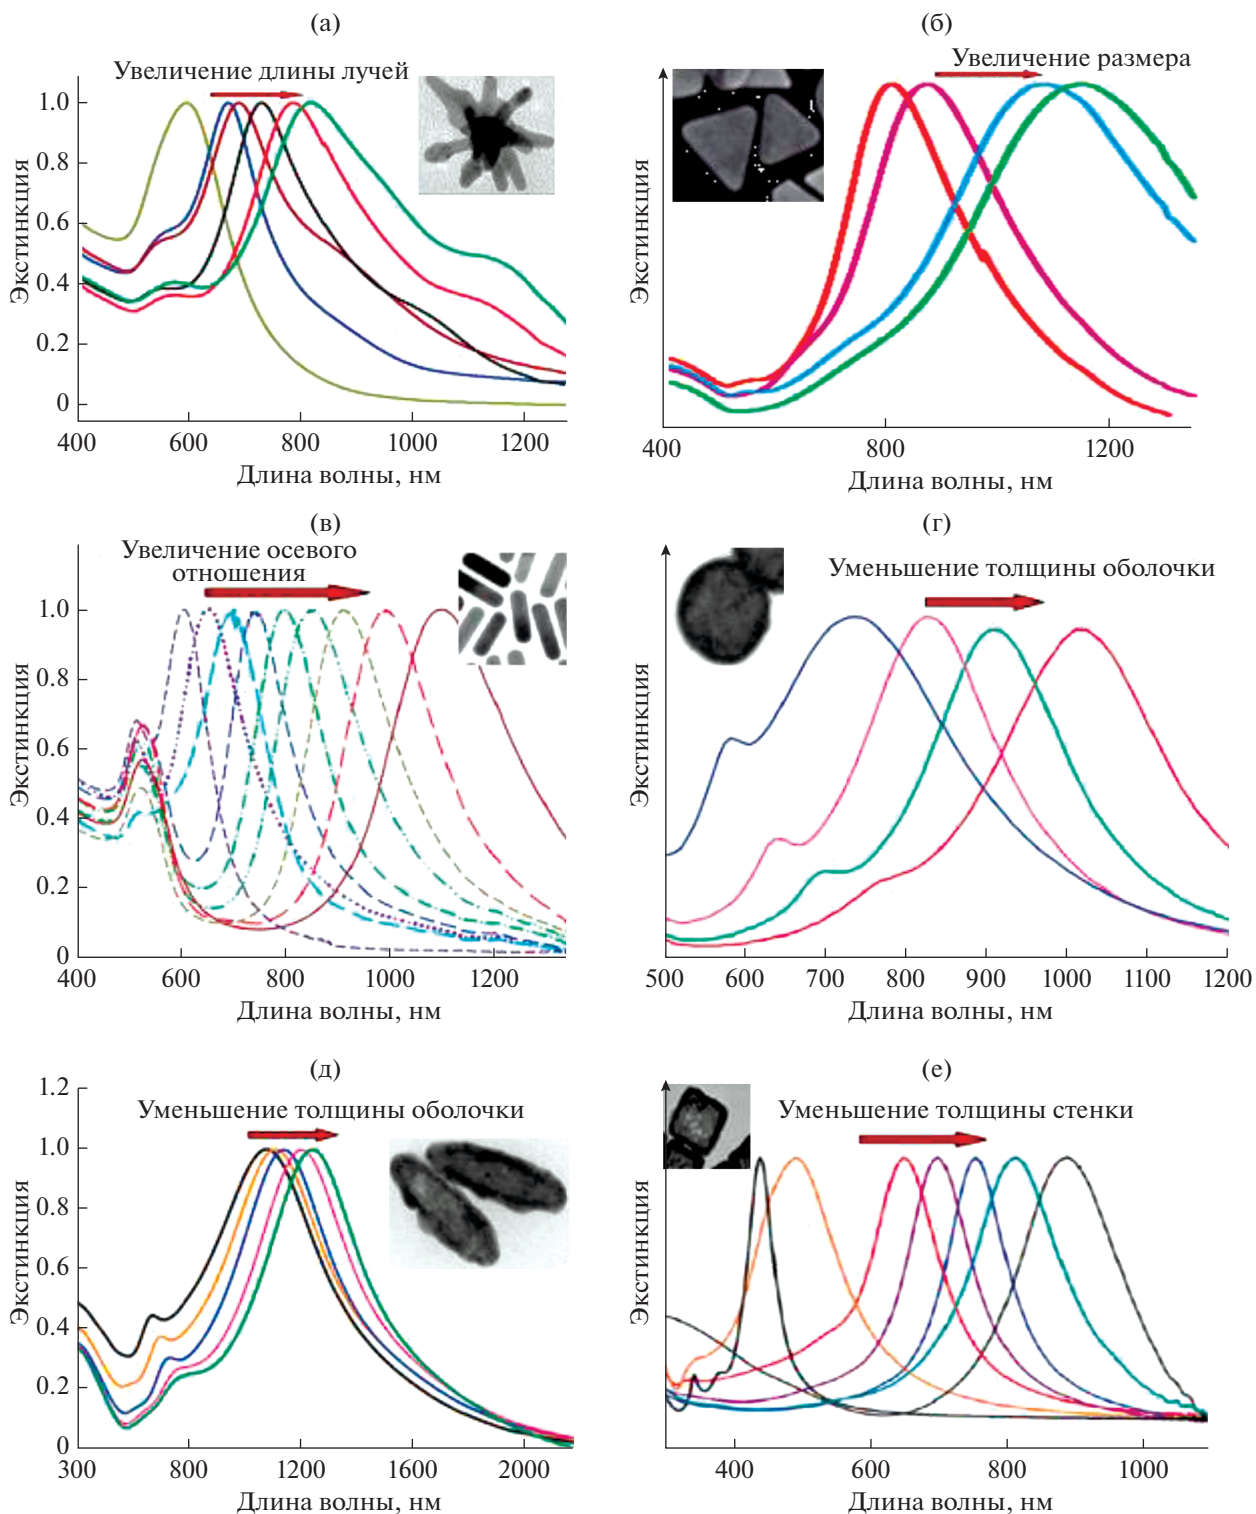 (а)
Увеличение длины лучей
1.0
0.8
0.6
0.4
0.2
0
Экстинкция
400
600
800
1000
1200
Длина волны, нм
(б)
Увеличение размера
Экстинкция
400
800
1200
Длина волны, нм
(в)
Увеличение осевого
отношения
1.0
0.8
0.6
0.4
0.2
0
Экстинкция
400
600
800
1000
1200
Длина волны, нм
(г)
Уменьшение толщины оболочки
Экстинкция
500
600
700
800
900
1000
1100
1200
Длина волны, нм
(д)
Уменьшение толщины оболочки
1.2
1.0
0.8
0.6
0.4
0.2
0
Экстинкция
300
800
1200
1600
2000
Длина волны, нм
(е)
Уменьшение толщины стенки
Экстинкция
400
600
800
1000
Длина волны, нм